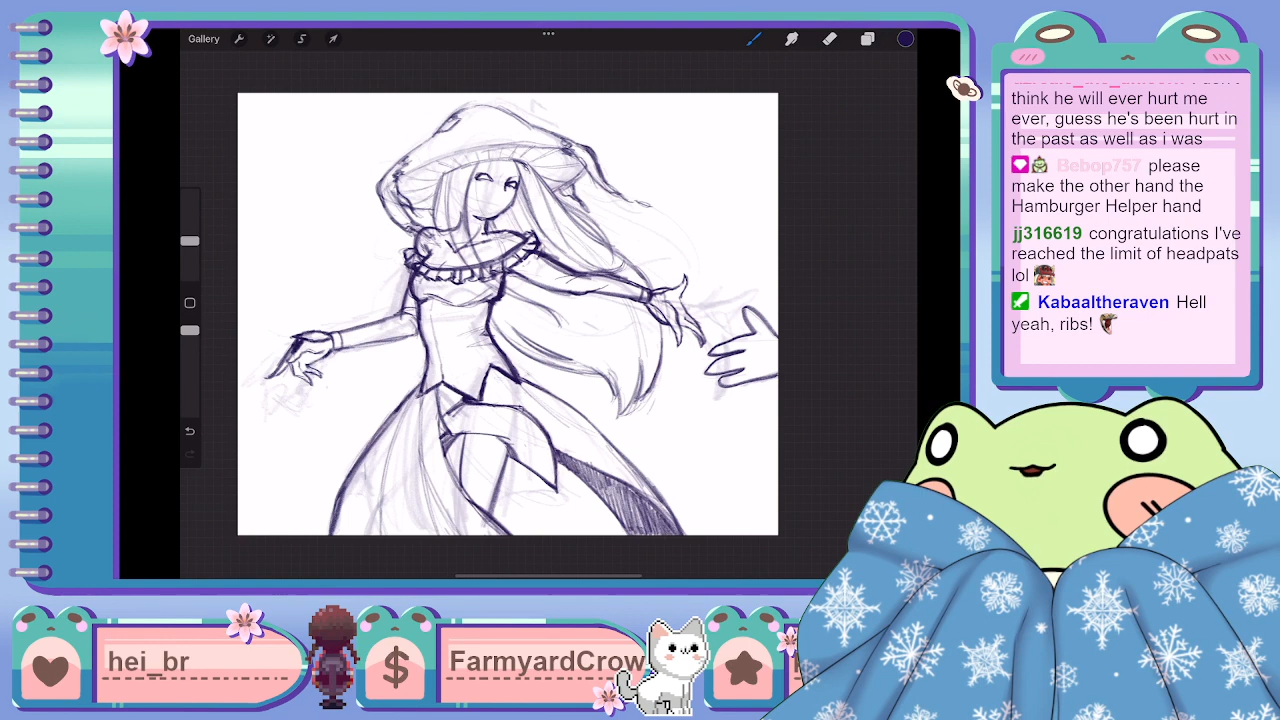 Gallery
think he will ever hurt me
ever, guess he's been hurt in
the past as well as i was
Bebop757 please
make the other hand the
Hamburger Helper hand
jj316619 congratulations I've
reached the limit of headpats
lol
Kabaaltheraven Hell
yeah, ribs!
hei_br
$
FarmyardCrow